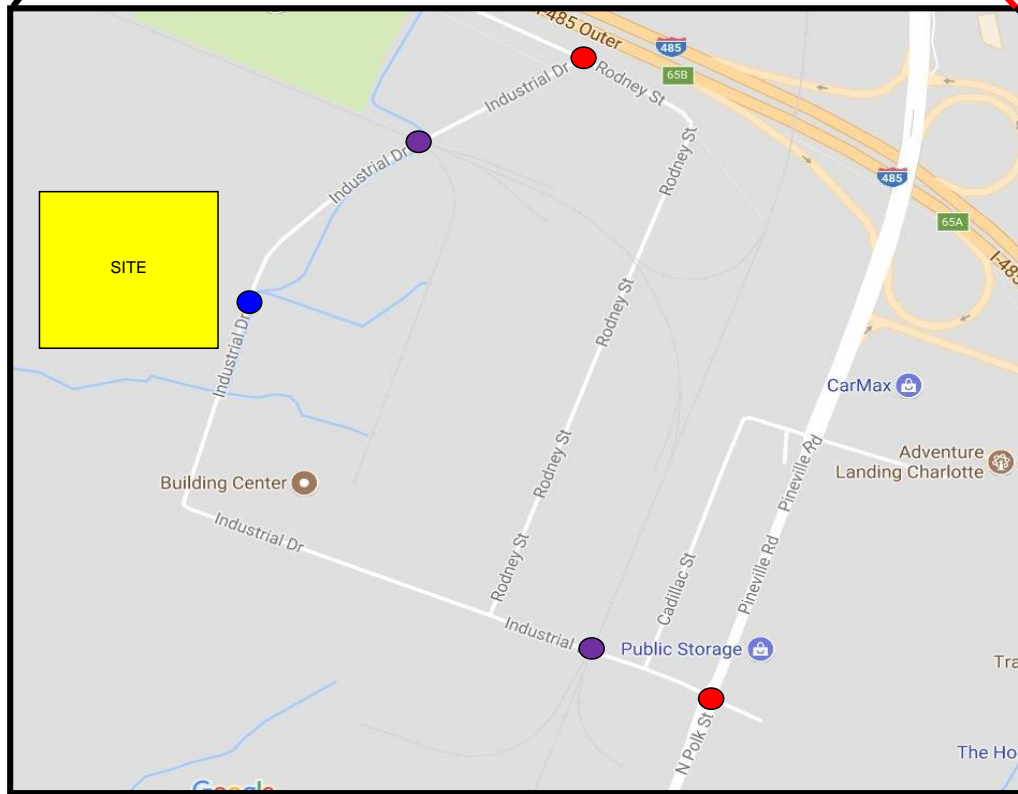 I-485 Outer
485
65B
Industrial Dr
Rodney St
Industrial Dr
Rodney St
485
65A
I-485
SITE
Rodney St
Industrial Dr
CarMax
Adventure
Landing Charlotte
Pineville Rd
Rodney St
Building Center
Industrial Dr
Rodney St
Cadillac St
Pineville Rd
Industrial
Public Storage
Tra
N Polk St
The Ho
Google